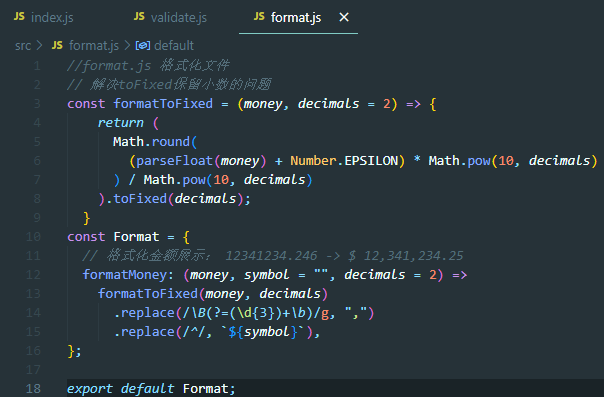 JS index.js JS validate.js JS format.js ×
src > JS format.js > default
1 //format.js 格式化文件
2 // 解决toFixed保留小数的问题
3 const formatToFixed = (money, decimals = 2) => {
4 return (
5 Math.round(
6 (parseFloat(money) + Number.EPSILON) * Math.pow(10, decimals)
7 ) / Math.pow(10, decimals)
8 ).toFixed(decimals);
9 }
10 const Format = {
11 // 格式化金额展示: 12341234.246 -> $ 12,341,234.25
12 formatMoney: (money, symbol = "", decimals = 2) =>
13 formatToFixed(money, decimals)
14 .replace(/\B(?=(\d{3})+\b)/g, ",")
15 .replace(/^/, `${symbol}`),
16 };
17
18 export default Format;